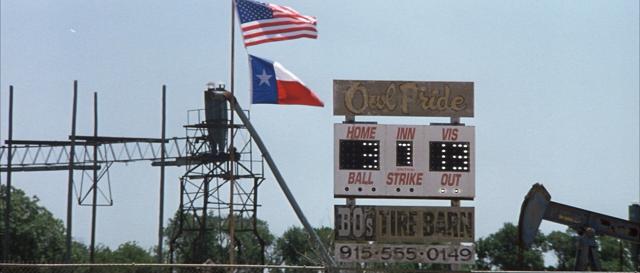 Owl Pride
HOME INN VIS
BALL STRIKE OUT
BO's TIRE BARN
915-555-0149